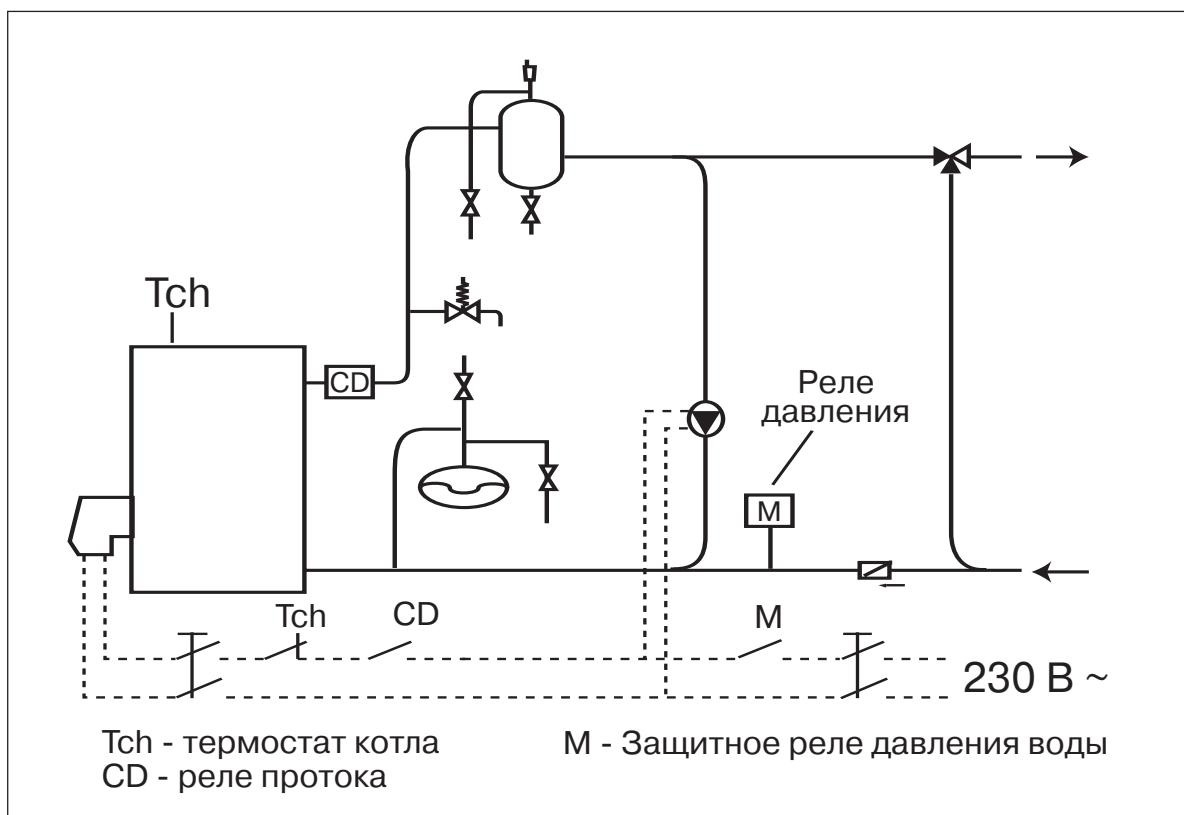 Tch
CD
Реле
давления
M
Tch
CD
M
230 В ~
Tch - термостат котла
CD - реле протока
М - Защитное реле давления воды